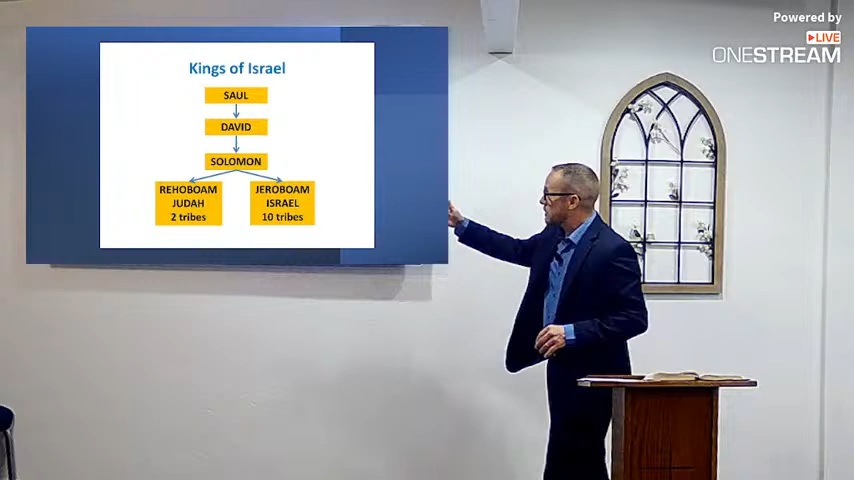 Powered by
LIVE
ONESTREAM
Kings of Israel
SAUL
DAVID
SOLOMON
REHOBOAM
JUDAH
2 tribes
JEROBOAM
ISRAEL
10 tribes